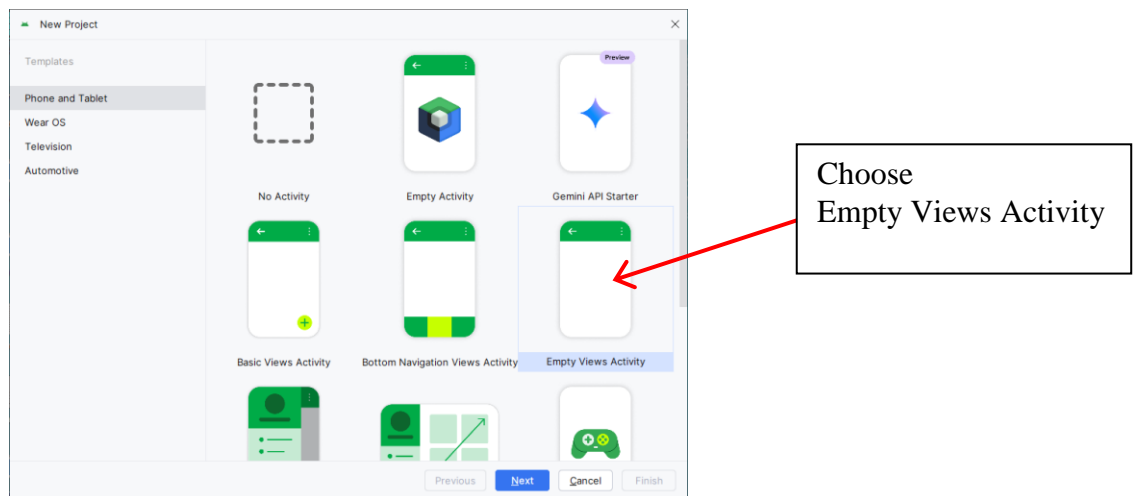 New Project
Templates
Phone and Tablet
Wear OS
Television
Automotive
Preview
No Activity
Empty Activity
Gemini API Starter
Basic Views Activity
Bottom Navigation Views Activity
Empty Views Activity
Previous
Next
Cancel
Finish
Choose
Empty Views Activity